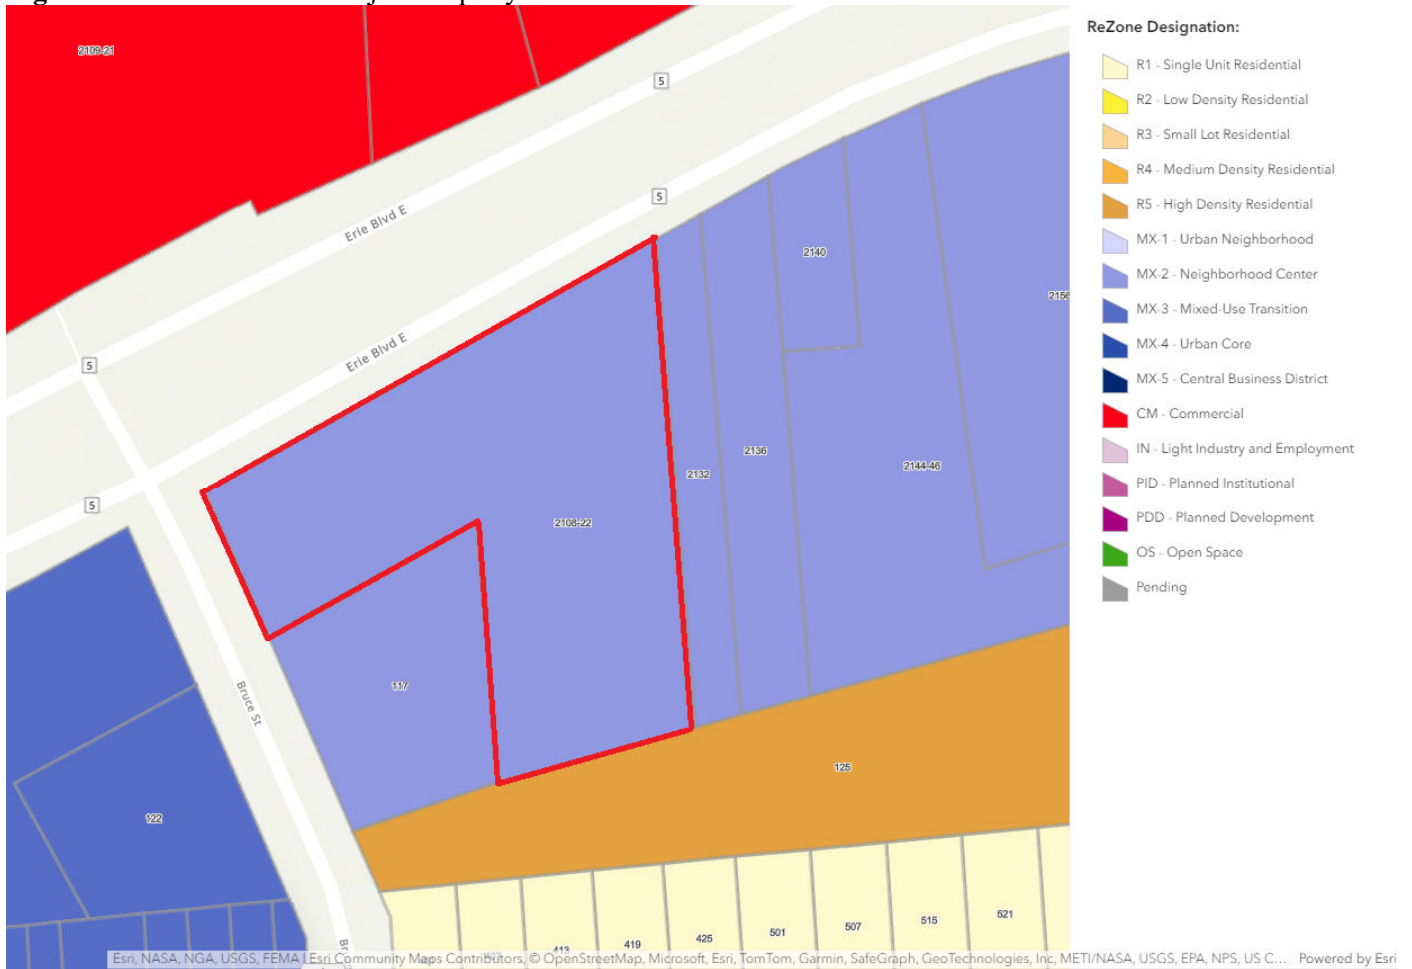 ReZone Designation:
R1 - Single Unit Residential
R2 - Low Density Residential
R3 - Small Lot Residential
R4 - Medium Density Residential
R5 - High Density Residential
MX-1 - Urban Neighborhood
MX-2 - Neighborhood Center
MX-3 - Mixed-Use Transition
MX-4 - Urban Core
MX-5 - Central Business District
CM - Commercial
IN - Light Industry and Employment
PID - Planned Institutional
PDD - Planned Development
OS - Open Space
Pending
2109-21
5
Erie Blvd E
5
2140
2156
Erie Blvd E
5
2136
2144-46
2132
5
2108-22
117
Bruce St
125
122
521
515
507
501
425
419
413
Esri, NASA, NGA, USGS, FEMA | Esri Community Maps Contributors, © OpenStreetMap, Microsoft, Esri, TomTom, Garmin, SafeGraph, GeoTechnologies, Inc, METI/NASA, USGS, EPA, NPS, US C... Powered by Esri